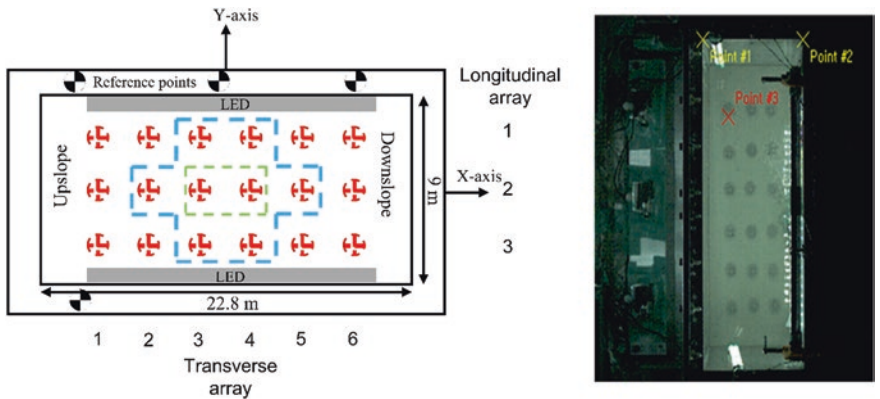 Y-axis
Reference points
Longitudinal
array
LED
1
Upslope
Downslope
9 m
X-axis
2
3
LED
22.8 m
1 2 3 4 5 6
Transverse
array
Point #1
Point #2
Point #3